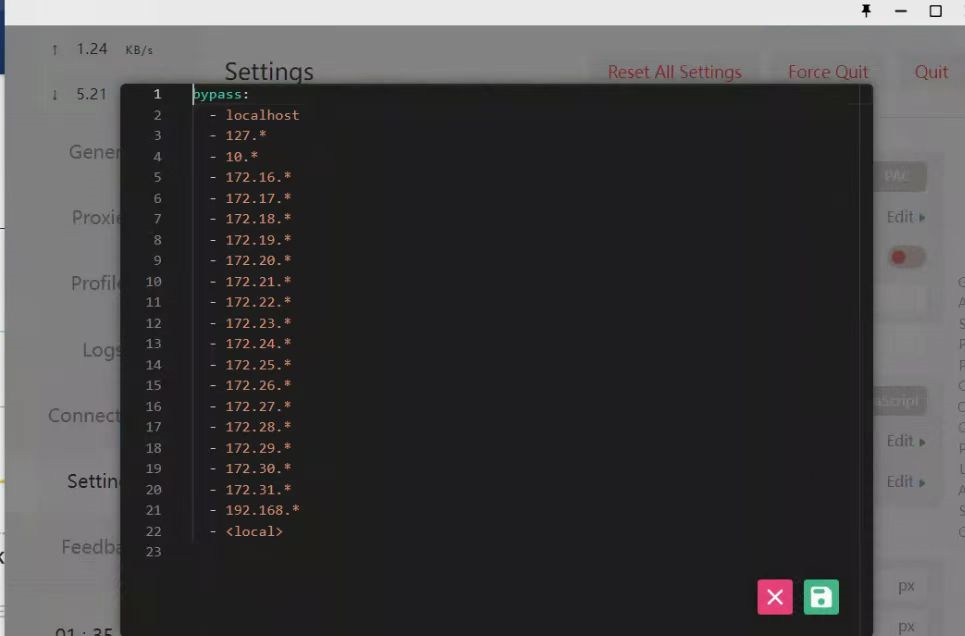 ↑ 1.24 KB/s
Settings
Reset All Settings
Force Quit
Quit
↓ 5.21
1 bypass:
2 - localhost
3 - 127.*
4 - 10.*
5 - 172.16.*
6 - 172.17.*
7 - 172.18.*
8 - 172.19.*
9 - 172.20.*
10 - 172.21.*
11 - 172.22.*
12 - 172.23.*
13 - 172.24.*
14 - 172.25.*
15 - 172.26.*
16 - 172.27.*
17 - 172.28.*
18 - 172.29.*
19 - 172.30.*
20 - 172.31.*
21 - 192.168.*
22 - <local>
23
Gener
Proxie
Profile
Logs
Connect
Settin
Feedba
01 : 35
PAC
Edit
aScript
Edit
Edit
px
px